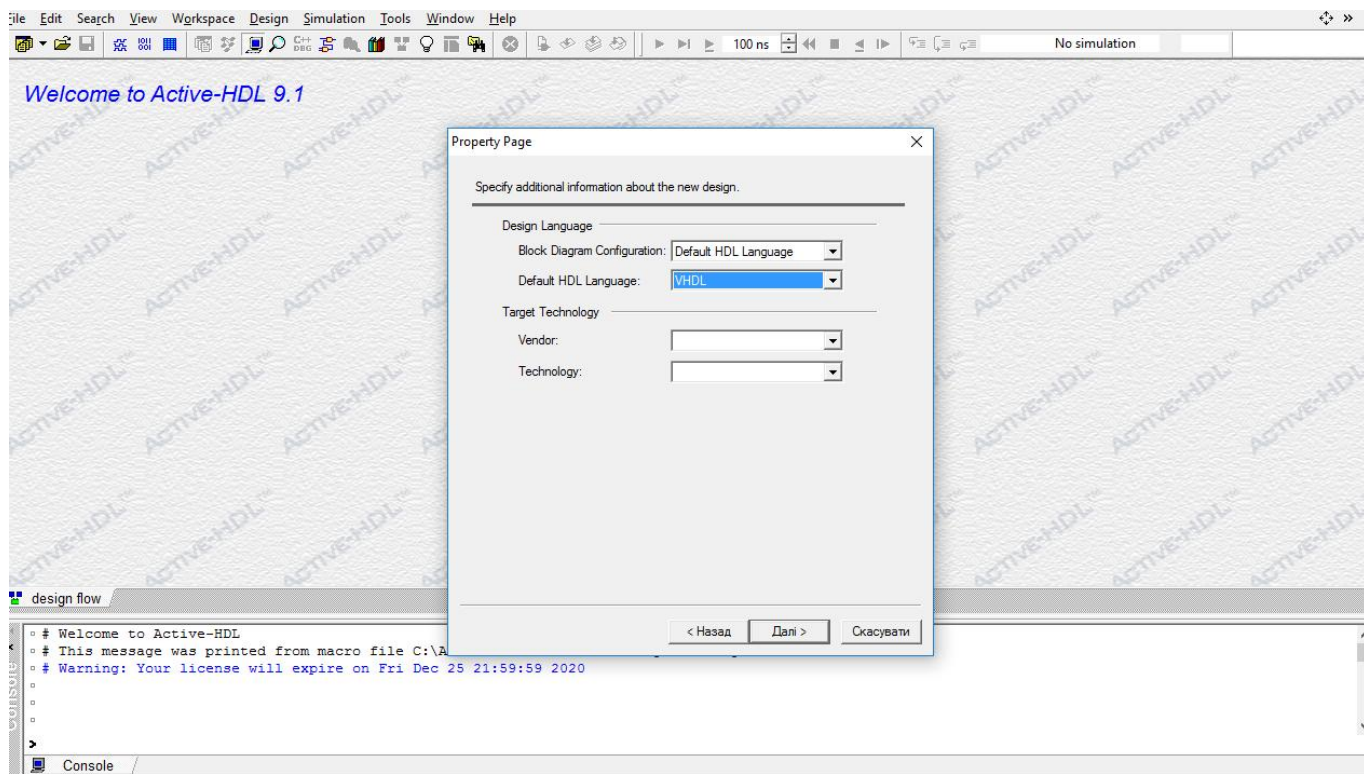 File Edit Search View Workspace Design Simulation Tools Window Help
100 ns No simulation
Welcome to Active-HDL 9.1
Property Page
Specify additional information about the new design.
Design Language
Block Diagram Configuration: Default HDL Language
Default HDL Language: VHDL
Target Technology
Vendor:
Technology:
< Назад Далі > Скасувати
design flow
# Welcome to Active-HDL
# This message was printed from macro file C:\A
# Warning: Your license will expire on Fri Dec 25 21:59:59 2020
>
Console
Console